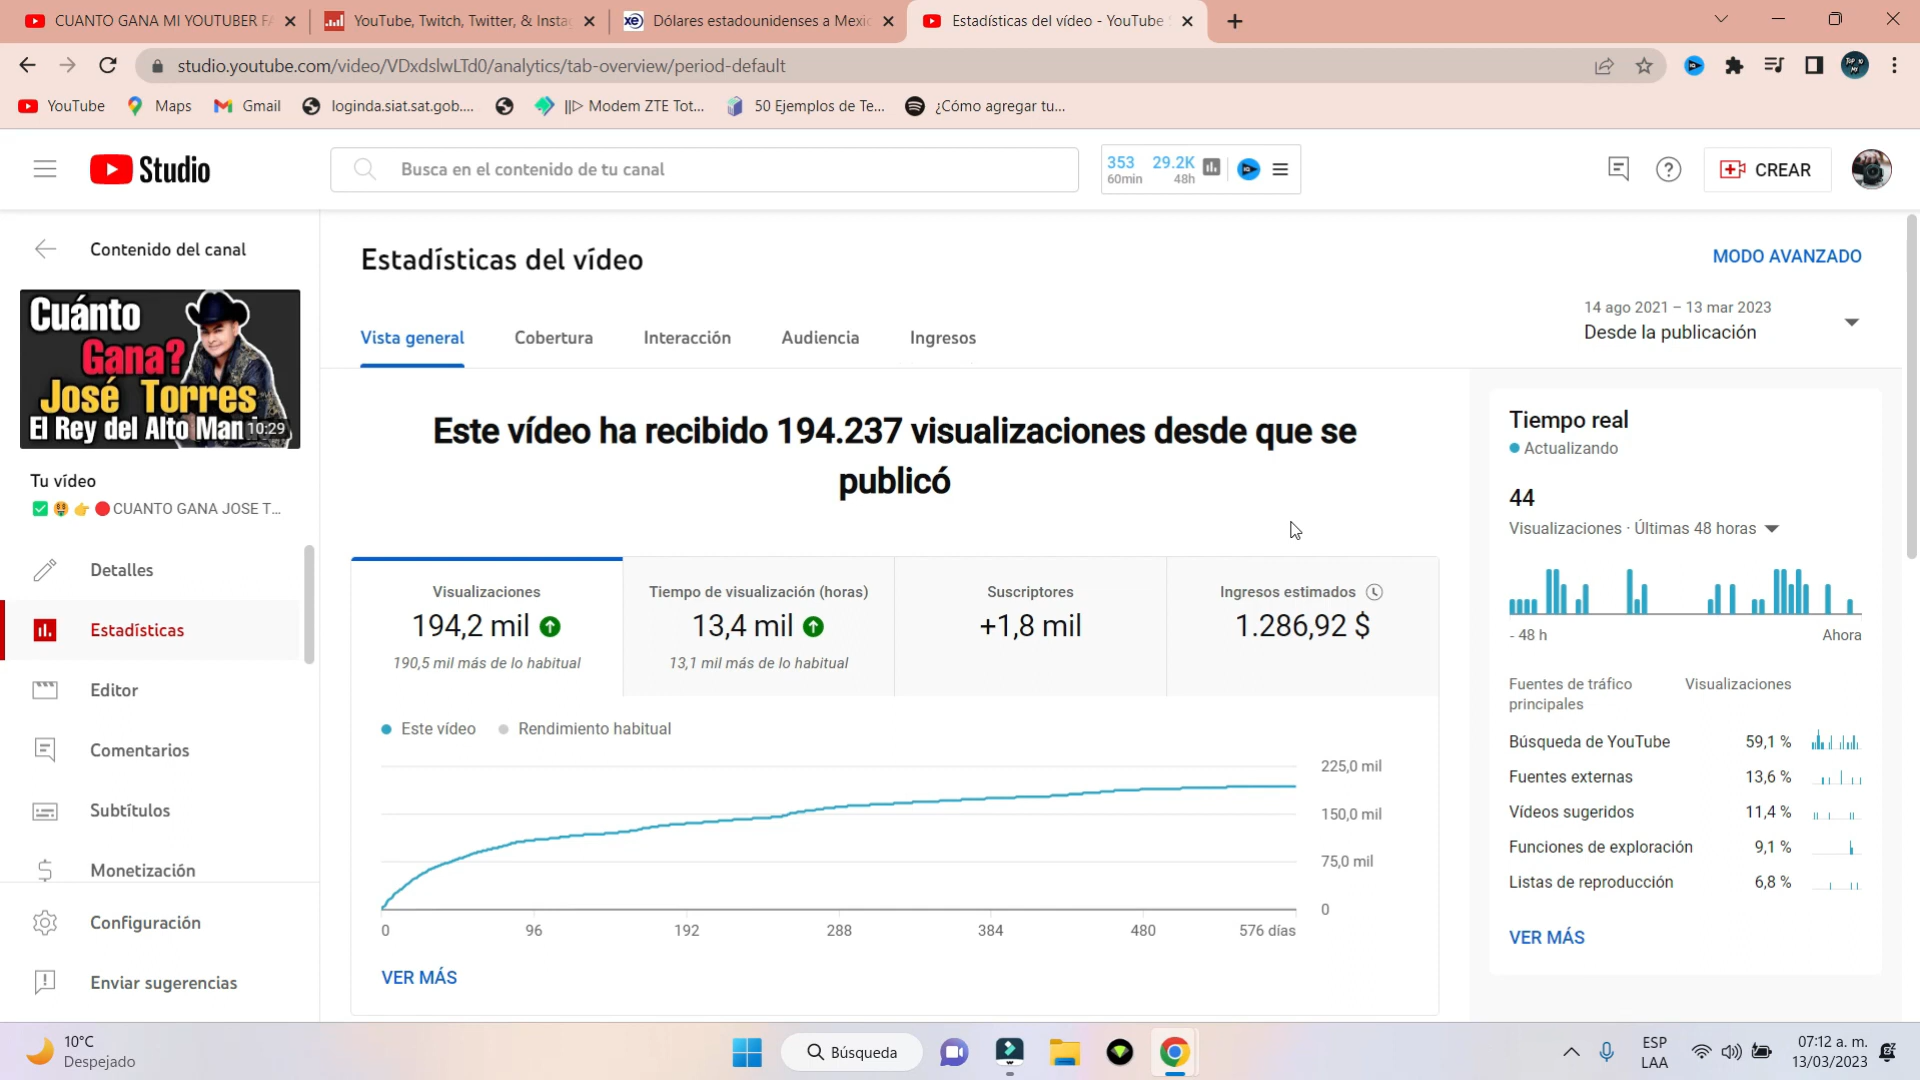 CUANTO GANA MI YOUTUBER FA
YouTube, Twitch, Twitter, & Insta
Dólares estadounidenses a Mexic
Estadísticas del vídeo - YouTube S
studio.youtube.com/video/VDxdslwLTd0/analytics/tab-overview/period-default
YouTube
Maps
Gmail
loginda.siat.sat.gob....
||▷ Modem ZTE Tot...
50 Ejemplos de Te...
¿Cómo agregar tu...
Studio
Busca en el contenido de tu canal
353
60min
29.2K
48h
CREAR
Contenido del canal
Cuánto
Gana?
José Torres
El Rey del Alto Man
10:29
Tu vídeo
✅ 🤑 👉 🔴CUANTO GANA JOSE T...
Detalles
Estadísticas
Editor
Comentarios
Subtítulos
Monetización
Configuración
Enviar sugerencias
Estadísticas del vídeo
MODO AVANZADO
14 ago 2021 – 13 mar 2023
Desde la publicación
Vista general
Cobertura
Interacción
Audiencia
Ingresos
Este vídeo ha recibido 194.237 visualizaciones desde que se
publicó
Visualizaciones
194,2 mil
190,5 mil más de lo habitual
Tiempo de visualización (horas)
13,4 mil
13,1 mil más de lo habitual
Suscriptores
+1,8 mil
Ingresos estimados
1.286,92 $
Este vídeo
Rendimiento habitual
225,0 mil
150,0 mil
75,0 mil
0
0 96 192 288 384 480 576 días
VER MÁS
Tiempo real
Actualizando
44
Visualizaciones · Últimas 48 horas
- 48 h
Ahora
Fuentes de tráfico
principales
Visualizaciones
Búsqueda de YouTube 59,1 %
Fuentes externas 13,6 %
Vídeos sugeridos 11,4 %
Funciones de exploración 9,1 %
Listas de reproducción 6,8 %
VER MÁS
10°C
Despejado
Búsqueda
ESP
LAA
07:12 a. m.
13/03/2023